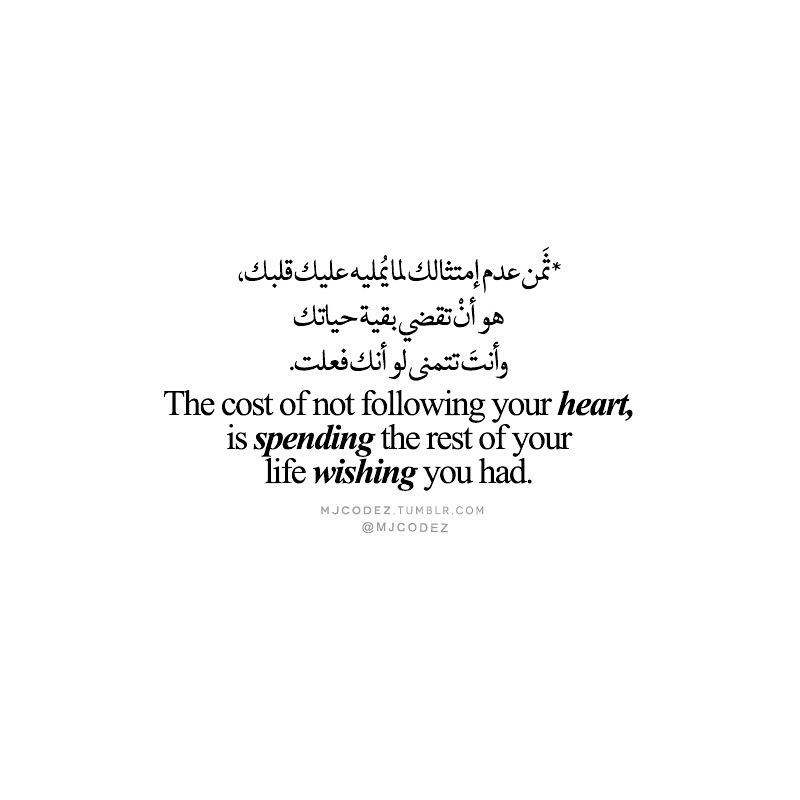 *ثَمن عدم إمتثالك لما يُمليه عليك قلبك،
هو أنْ تقضي بقية حياتك
وأنتَ تتمنى لو أنك فعلت.
The cost of not following your heart,
is spending the rest of your
life wishing you had.
MJCODEZ.TUMBLR.COM
@MJCODEZ